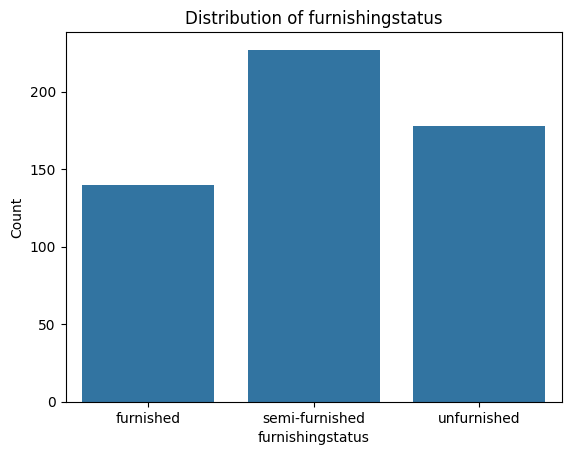 Distribution of furnishingstatus
200
150
100
50
0
Count
furnished semi-furnished unfurnished
furnishingstatus